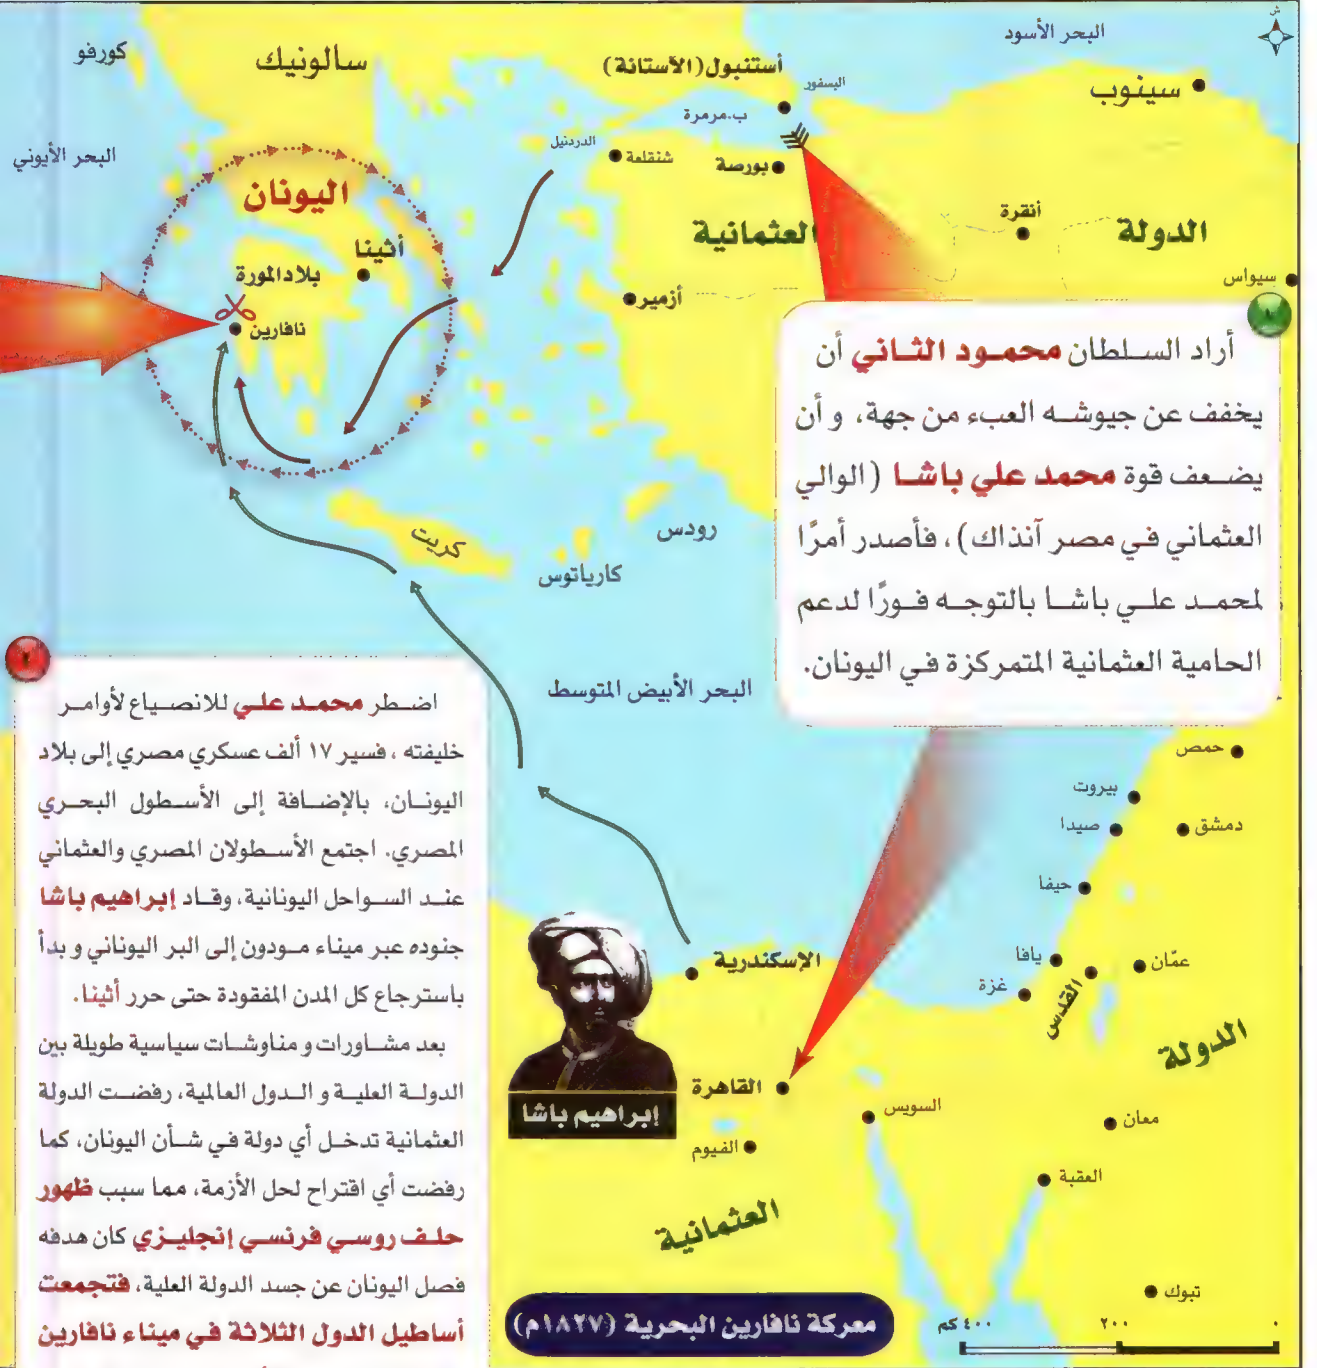 ش
البحر الأسود
كورفو
سالونيك
أستنبول(الآستانة)
البسفور
سينوب
ب.مرمرة
الدردنيل
شنقلعة
بورصة
البحر الأيوني
اليونان
أثينا
بلادالمورة
نافارين
العثمانية
أنقرة
الدولة
سيواس
أزمير
١
أراد السلطان محمود الثاني أن
يخفف عن جيوشه العبء من جهة، و أن
يضعف قوة محمد علي باشا (الوالي
العثماني في مصر آنذاك)، فأصدر أمرًا
لمحمد علي باشا بالتوجه فورًا لدعم
الحامية العثمانية المتمركزة في اليونان.
رودس
كريت
كارياتوس
البحر الأبيض المتوسط
٢
اضطر محمد علي للانصياع لأوامر
خليفته ، فسير ١٧ ألف عسكري مصري إلى بلاد
اليونان، بالإضافة إلى الأسطول البحري
المصري. اجتمع الأسطولان المصري والعثماني
عند السواحل اليونانية، وقاد إبراهيم باشا
جنوده عبر ميناء مودون إلى البر اليوناني و بدأ
باسترجاع كل المدن المفقودة حتى حرر أثينا.
بعد مشاورات و مناوشات سياسية طويلة بين
الدولة العلية و الدول العالمية، رفضت الدولة
العثمانية تدخل أي دولة في شأن اليونان، كما
رفضت أي اقتراح لحل الأزمة، مما سبب ظهور
حلف روسي فرنسي إنجليزي كان هدفه
فصل اليونان عن جسد الدولة العلية، فتجمعت
أساطيل الدول الثلاثة في ميناء نافارين
حمص
بيروت
صيدا
دمشق
حيفا
يافا
عمّان
غزة
القدس
الدولة
الإسكندرية
القاهرة
إبراهيم باشا
السويس
معان
الفيوم
العقبة
العثمانية
تبوك
معركة نافارين البحرية (١٨٢٧م)
٤٠٠ كم
٢٠٠
٠